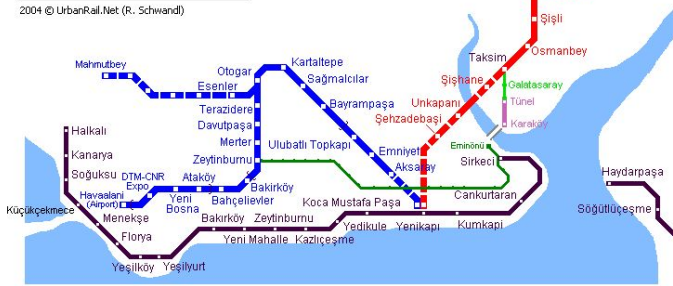 2004 © UrbanRail.Net (R. Schwandl)
Şişli
Osmanbey
Taksim
Mahmutbey
Otogar
Kartaltepe
Sağmalcılar
Şişhane
Galatasaray
Esenler
Terazidere
Bayrampaşa
Unkapanı
Tünel
Şehzadebaşı
Karaköy
Halkalı
Davutpaşa
Merter
Ulubatlı Topkapı
Emniyet
Eminönü
Kanarya
Zeytinburnu
Aksaray
Sirkeci
Soğuksu
DTM-CNR
Expo
Ataköy
Bakırköy
Haydarpaşa
Havaalanı
(Airport)
Yeni
Bosna
Bahçelievler
Koca Mustafa Paşa
Cankurtaran
Küçükçekmece
Söğütlüçeşme
Menekşe
Bakırköy
Zeytinburnu
Yedikule
Yenikapı
Kumkapi
Florya
Yeni Mahalle
Kazlıçeşme
Yeşilköy
Yeşilyurt